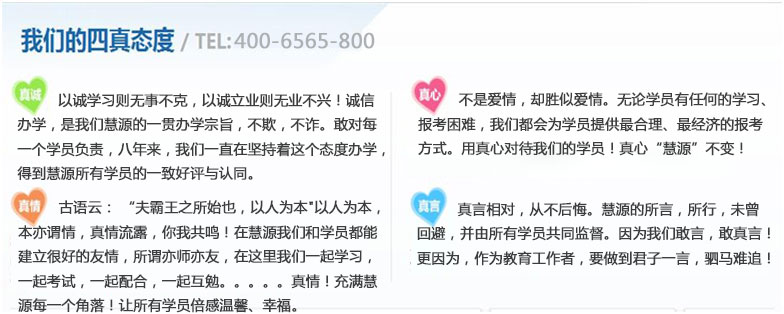 我们的四真态度 / TEL:400-6565-800
真诚
以诚学习则无事不克，以诚立业则无业不兴！诚信
办学，是我们慧源的一贯办学宗旨，不欺，不诈。敢对每
一个学员负责，八年来，我们一直在坚持着这个态度办学，
得到慧源所有学员的一致好评与认同。
真心
不是爱情，却胜似爱情。无论学员有任何的学习、
报考困难，我们都会为学员提供最合理、最经济的报考
方式。用真心对待我们的学员！真心“慧源”不变！
真情
古语云： “夫霸王之所始也，以人为本"以人为本，
本亦谓情，真情流露，你我共鸣！在慧源我们和学员都能
建立很好的友情，所谓亦师亦友，在这里我们一起学习，
一起考试，一起配合，一起互勉。。。。。真情！充满慧
源每一个角落！让所有学员倍感温馨、幸福。
真言
真言相对，从不后悔。慧源的所言，所行，未曾
回避，并由所有学员共同监督。因为我们敢言，敢真言！
更因为，作为教育工作者，要做到君子一言，驷马难追！